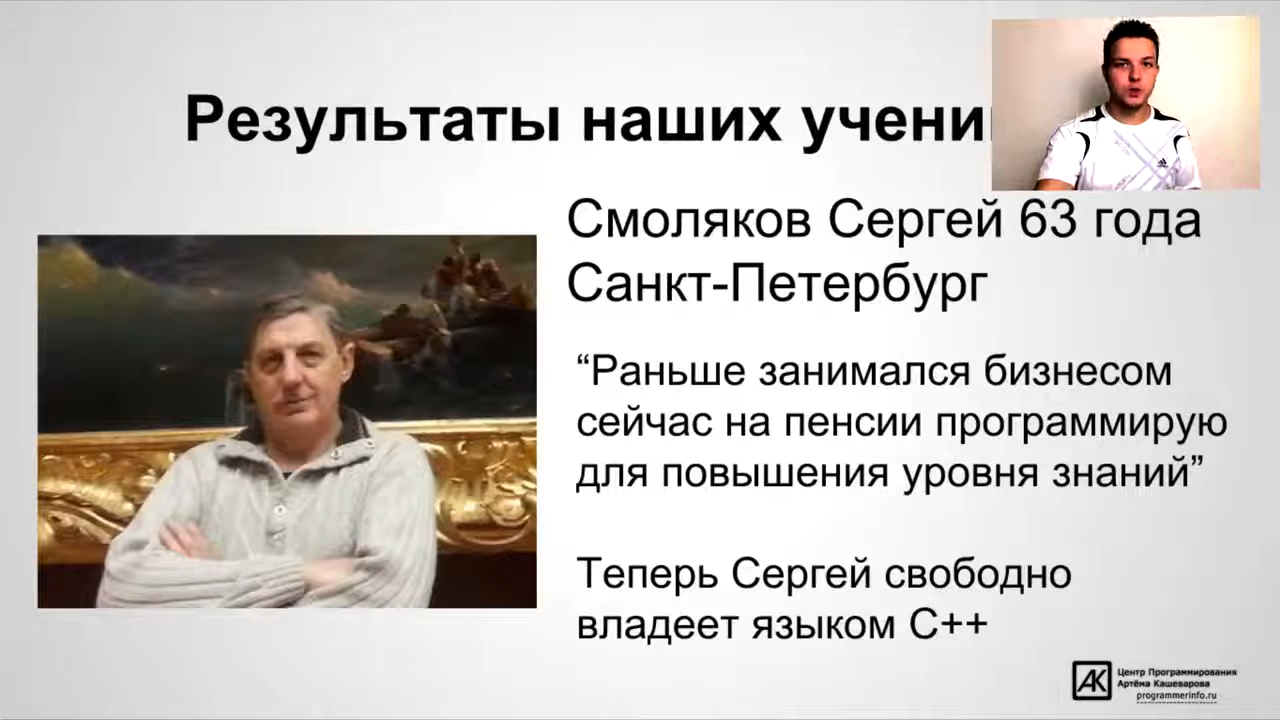 Результаты наших учени
Смоляков Сергей 63 года
Санкт-Петербург
“Раньше занимался бизнесом
сейчас на пенсии программирую
для повышения уровня знаний”
Теперь Сергей свободно
владеет языком C++
АК
Центр Программирования
Артёма Кашеварова
programmerinfo.ru